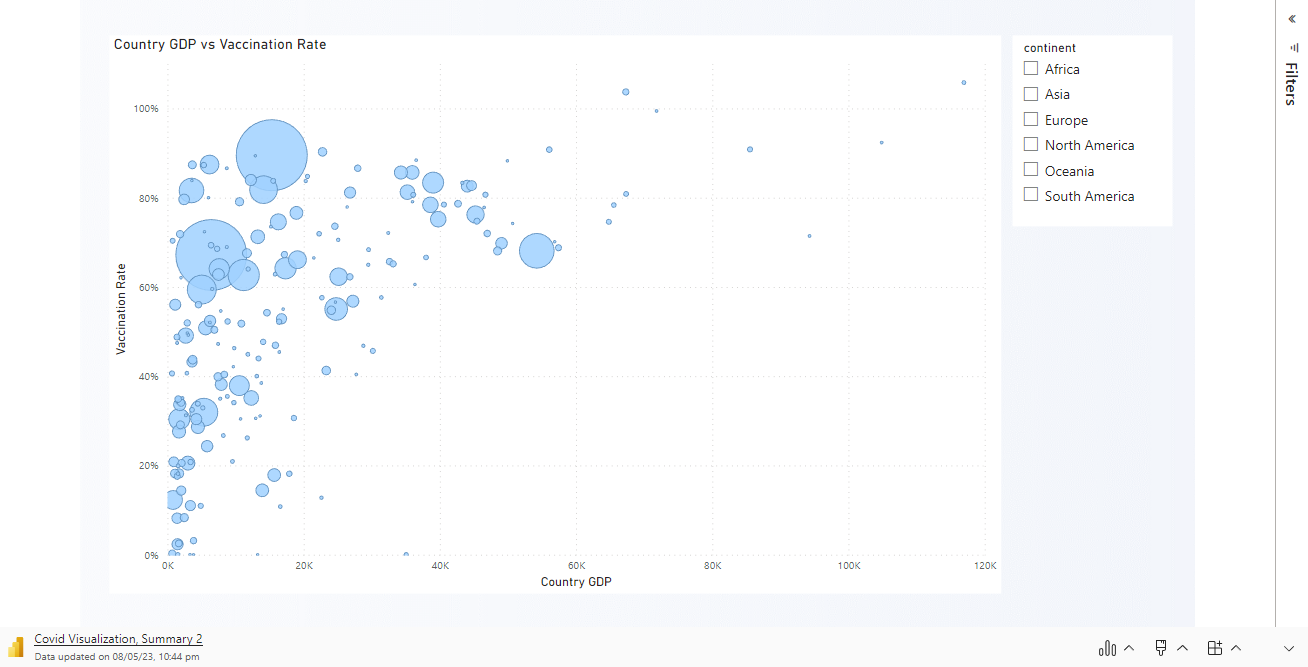 Country GDP vs Vaccination Rate
100%
80%
60%
40%
20%
0%
Vaccination Rate
0K 20K 40K 60K 80K 100K 120K
Country GDP
continent
Africa
Asia
Europe
North America
Oceania
South America
Filters
Covid Visualization, Summary 2
Data updated on 08/05/23, 10:44 pm